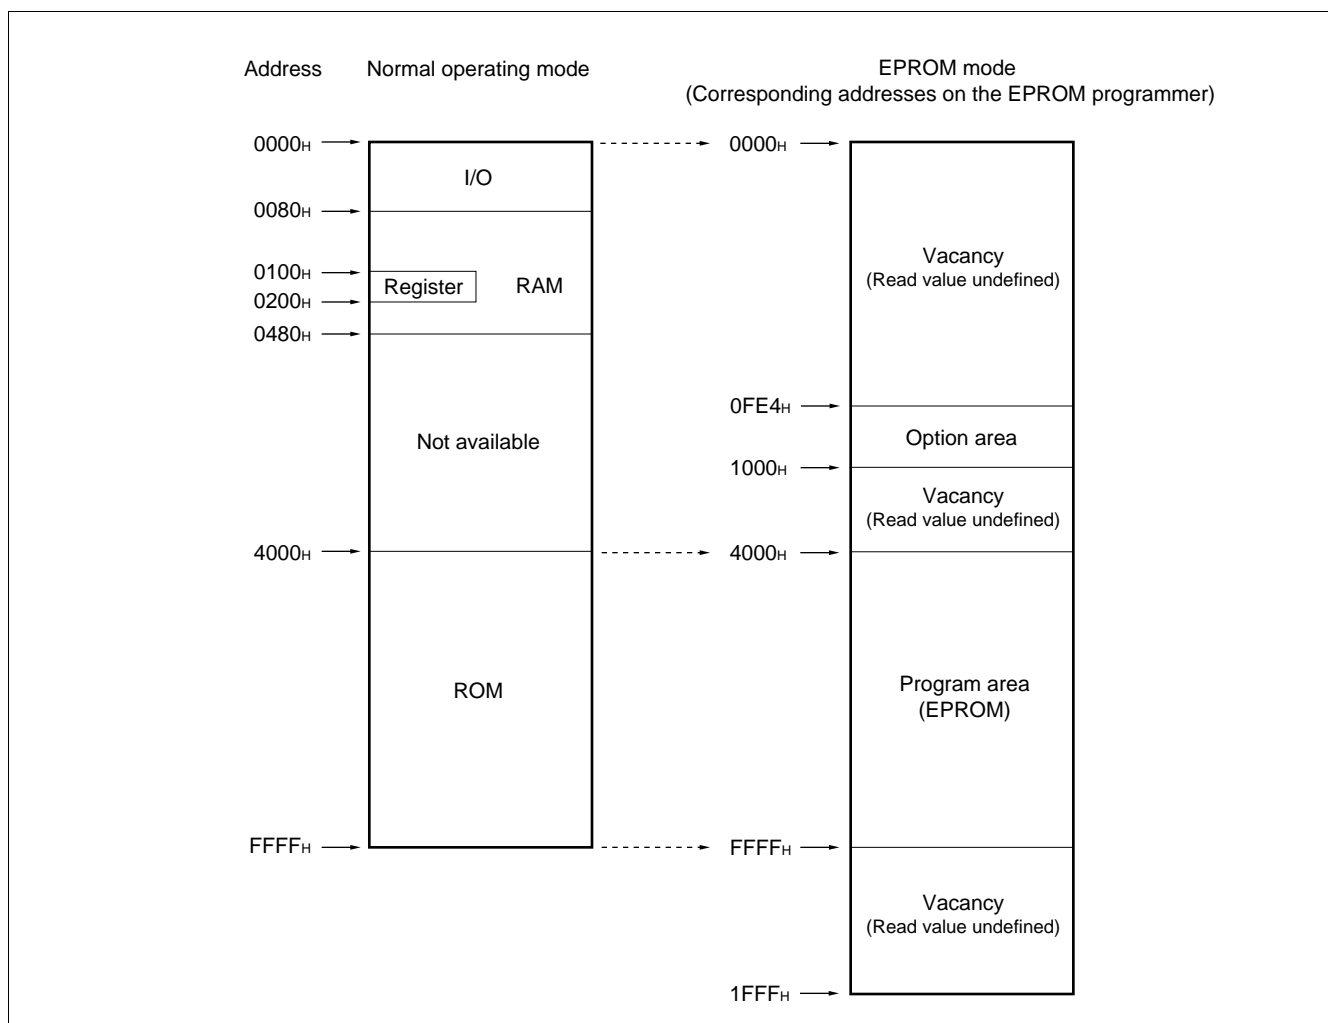 Address Normal operating mode EPROM mode
(Corresponding addresses on the EPROM programmer)
0000H 0000H
I/O
0080H
Vacancy
(Read value undefined)
0100H
Register RAM
0200H
0480H
0FE4H
Option area
Not available
1000H
Vacancy
(Read value undefined)
4000H 4000H
Program area
(EPROM)
ROM
FFFFH FFFFH
Vacancy
(Read value undefined)
1FFFH